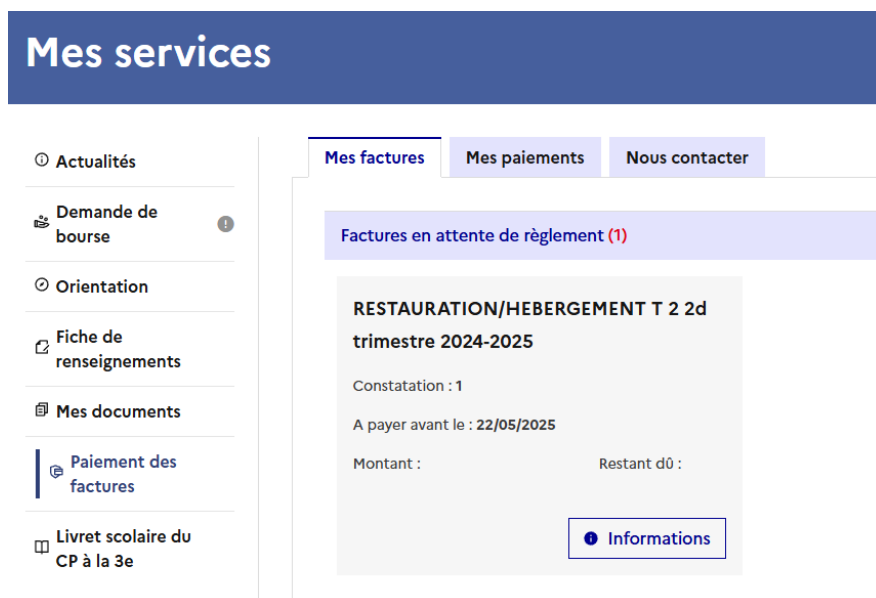 Mes services
Actualités
Demande de
bourse
Orientation
Fiche de
renseignements
Mes documents
Paiement des
factures
Livret scolaire du
CP à la 3e
Mes factures
Mes paiements
Nous contacter
Factures en attente de règlement (1)
RESTAURATION/HEBERGEMENT T 2 2d
trimestre 2024-2025
Constatation : 1
A payer avant le : 22/05/2025
Montant :
Restant dû :
Informations